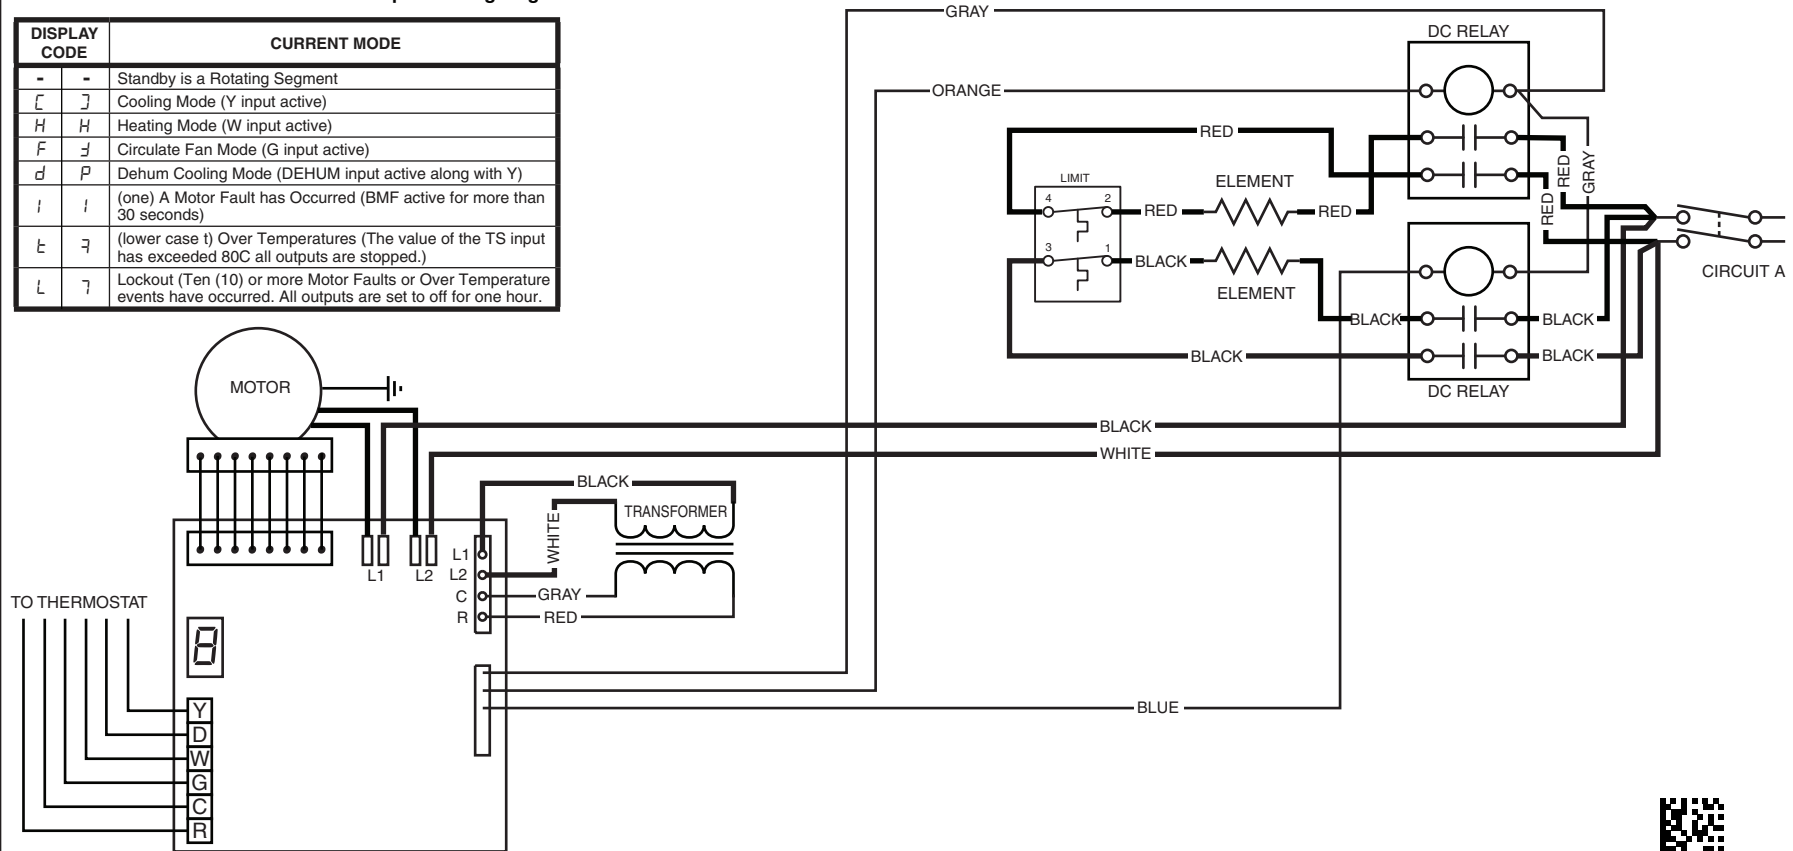 DISPLAY CODE CURRENT MODE
- - Standby is a Rotating Segment
C Cooling Mode (Y input active)
H H Heating Mode (W input active)
F Circulate Fan Mode (G input active)
d P Dehum Cooling Mode (DEHUM input active along with Y)
I I (one) A Motor Fault has Occurred (BMF active for more than
30 seconds)
t (lower case t) Over Temperatures (The value of the TS input
has exceeded 80C all outputs are stopped.)
L 7 Lockout (Ten (10) or more Motor Faults or Over Temperature
events have occurred. All outputs are set to off for one hour.
GRAY
DC RELAY
ORANGE
RED
RED
GRAY
RED
LIMIT
4 2
3 1
ELEMENT
RED
RED
BLACK
ELEMENT
BLACK
BLACK
BLACK
BLACK
DC RELAY
CIRCUIT A
MOTOR
BLACK
WHITE
BLACK
TRANSFORMER
WHITE
L1
L2
L1
L2
C
R
GRAY
RED
TO THERMOSTAT
8
BLUE
Y
D
W
G
C
R